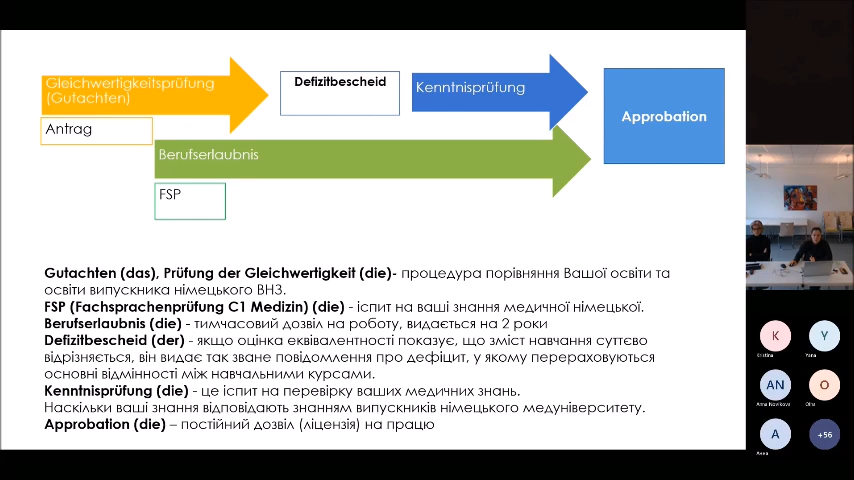 Gleichwertigkeitsprüfung
(Gutachten)
Defizitbescheid
Kenntnisprüfung
Approbation
Antrag
Berufserlaubnis
FSP
Gutachten (das), Prüfung der Gleichwertigkeit (die)- процедура порівняння Вашої освіти та
освіти випускника німецького ВНЗ.
FSP (Fachsprachenprüfung C1 Medizin) (die) - іспит на ваші знання медичної німецької.
Berufserlaubnis (die) - тимчасовий дозвіл на роботу, видається на 2 роки
Defizitbescheid (der) - якщо оцінка еквівалентності показує, що зміст навчання суттєво
відрізняється, він видає так зване повідомлення про дефіцит, у якому перераховуються
основні відмінності між навчальними курсами.
Kenntnisprüfung (die) - це іспит на перевірку ваших медичних знань.
Наскільки ваші знання відповідають знанням випускників німецького медуніверситету.
Approbation (die) – постійний дозвіл (ліцензія) на працю
K
Y
Kristina
Yana
AN
O
Anna Novikova
Olha
A
+56
Анна